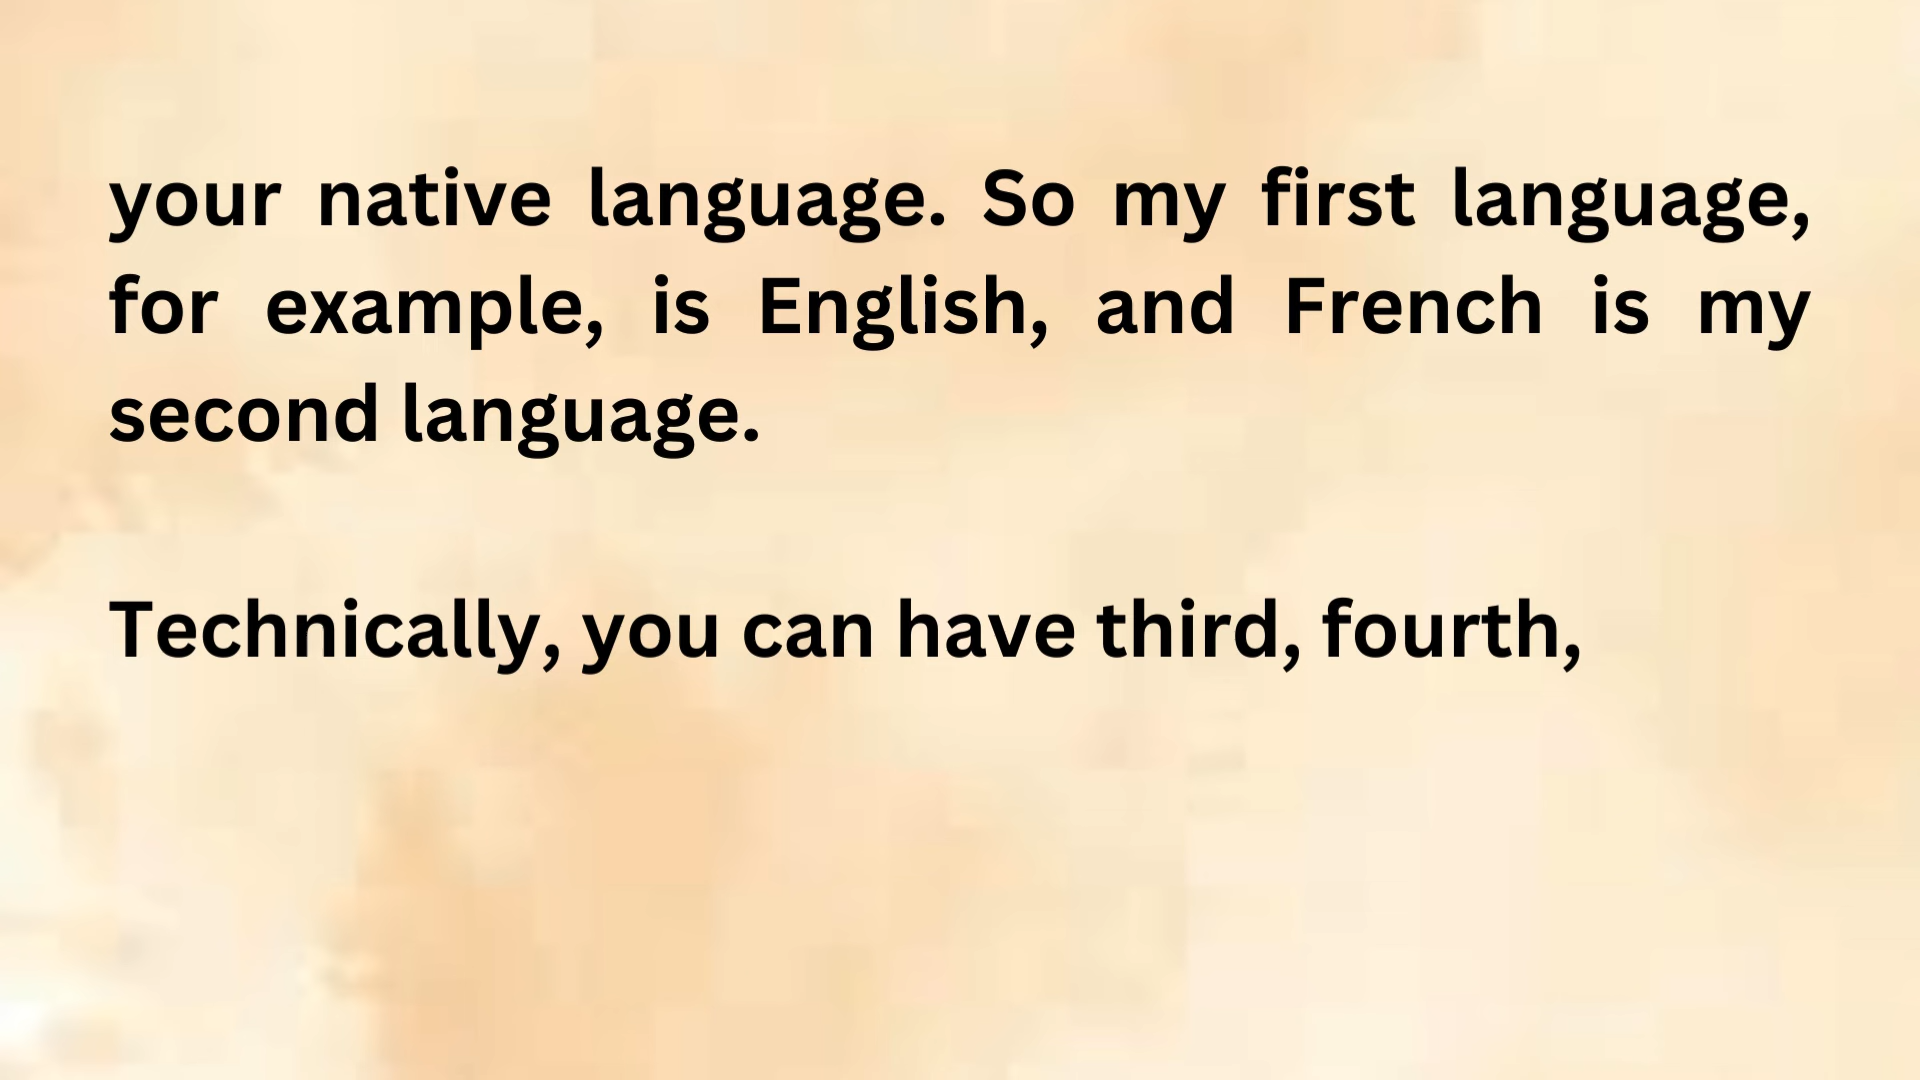 your native language. So my first language,
for example, is English, and French is my
second language.
Technically, you can have third, fourth,